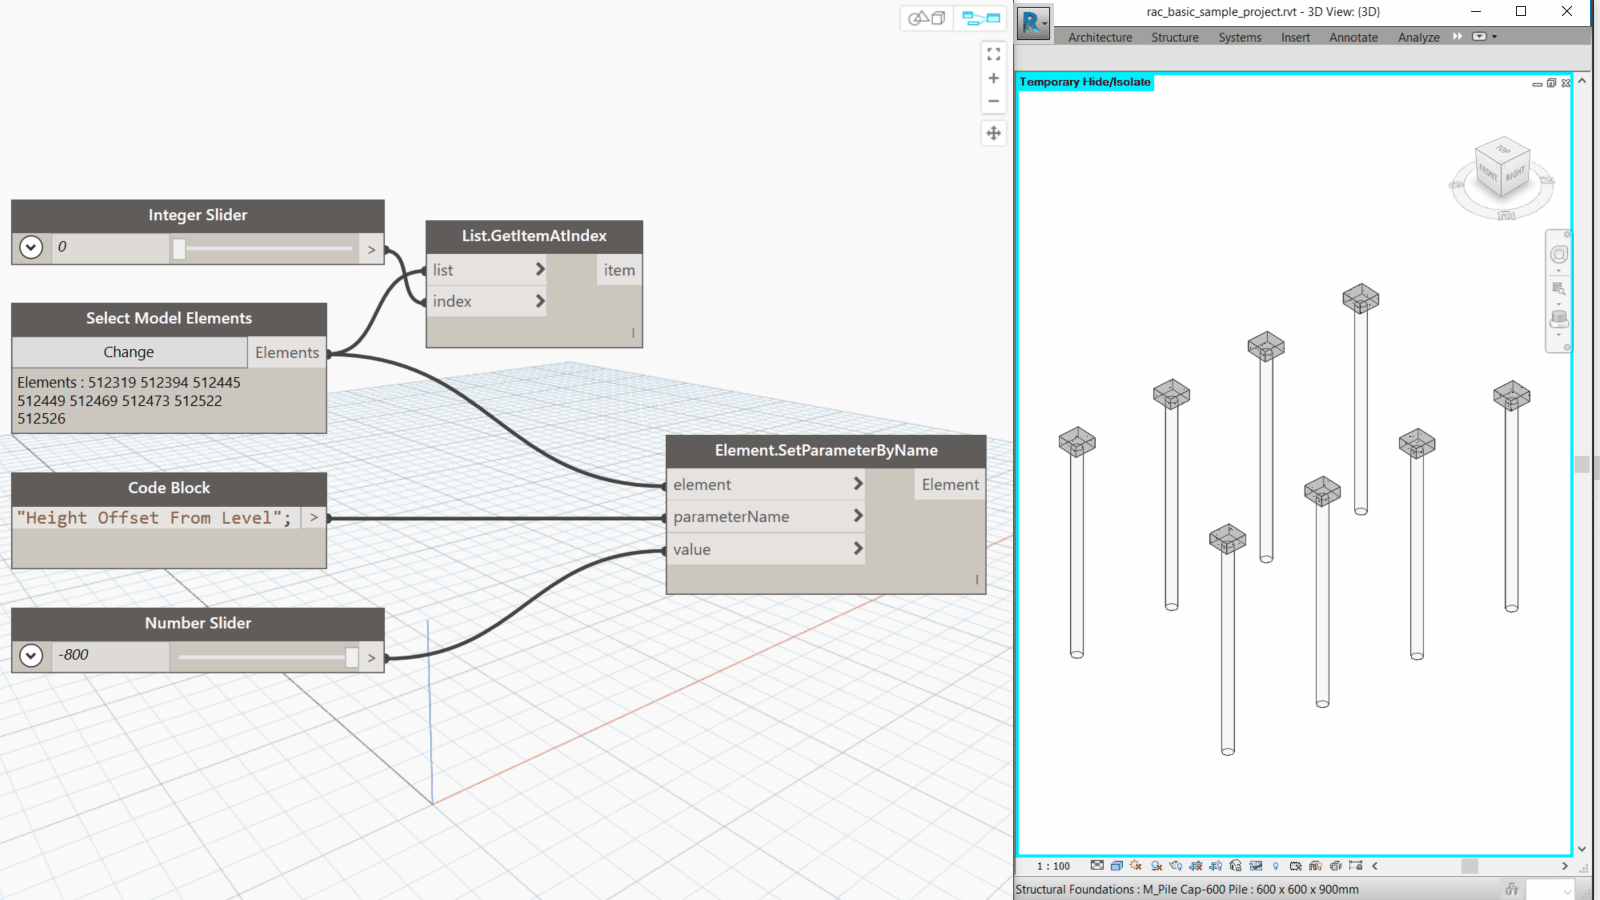 rac_basic_sample_project.rvt - 3D View: {3D}
Architecture Structure Systems Insert Annotate Analyze
Temporary Hide/Isolate
TOP
FRONT
RIGHT
Integer Slider
0
>
List.GetItemAtIndex
list
item
index
Select Model Elements
Change
Elements
Elements : 512319 512394 512445
512449 512469 512473 512522
512526
Element.SetParameterByName
element
Element
parameterName
value
Code Block
"Height Offset From Level";
>
Number Slider
-800
>
1 : 100
Structural Foundations : M_Pile Cap-600 Pile : 600 x 600 x 900mm